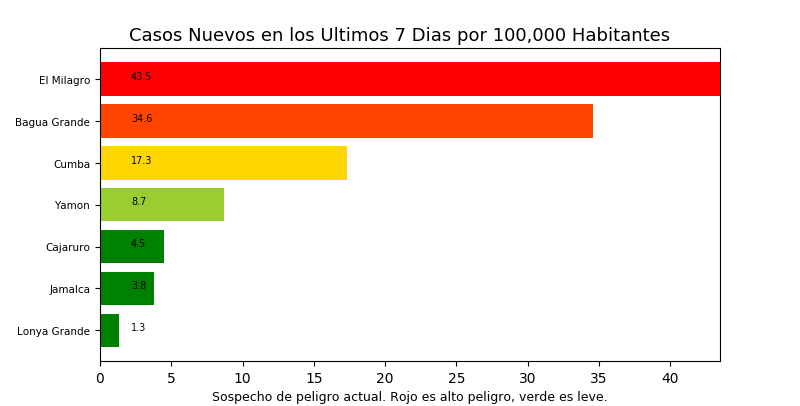 Casos Nuevos en los Ultimos 7 Dias por 100,000 Habitantes
El Milagro 43.5
Bagua Grande 34.6
Cumba 17.3
Yamon 8.7
Cajaruro 4.5
Jamalca 3.8
Lonya Grande 1.3
0 5 10 15 20 25 30 35 40
Sospecho de peligro actual. Rojo es alto peligro, verde es leve.